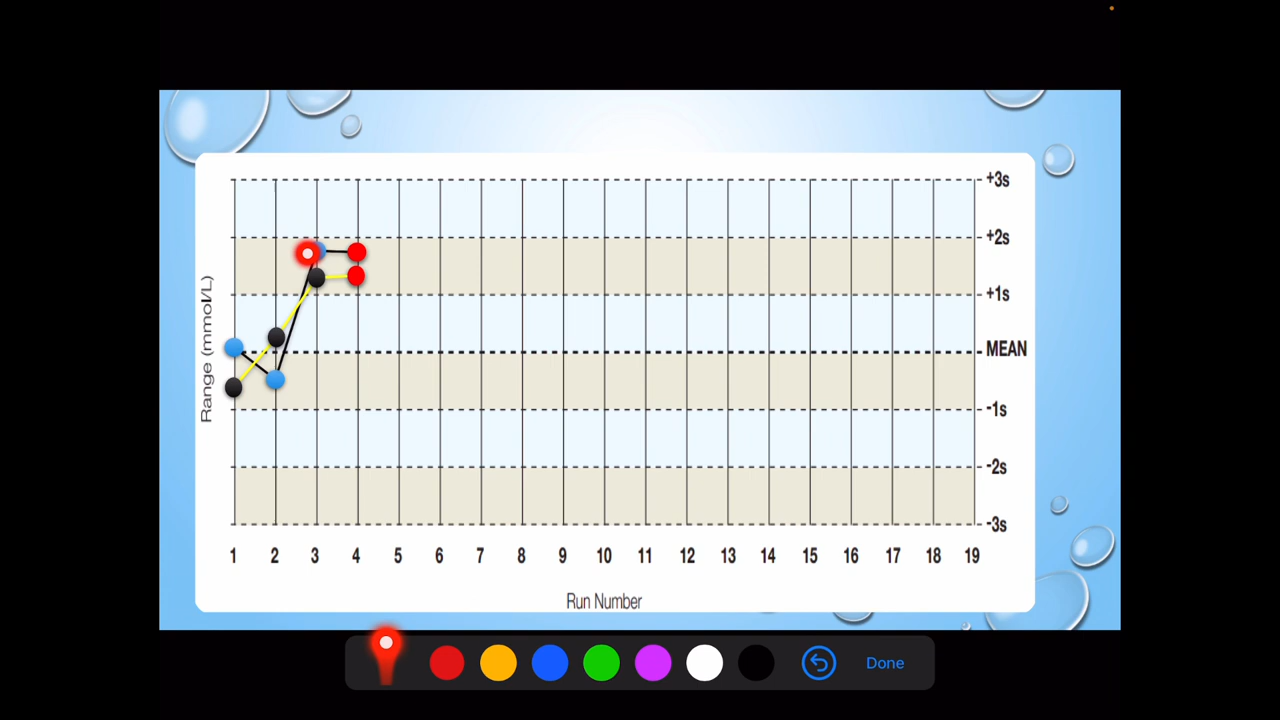 +3s
+2s
+1s
MEAN
-1s
-2s
-3s
Range (mmol/L)
1 2 3 4 5 6 7 8 9 10 11 12 13 14 15 16 17 18 19
Run Number
Done